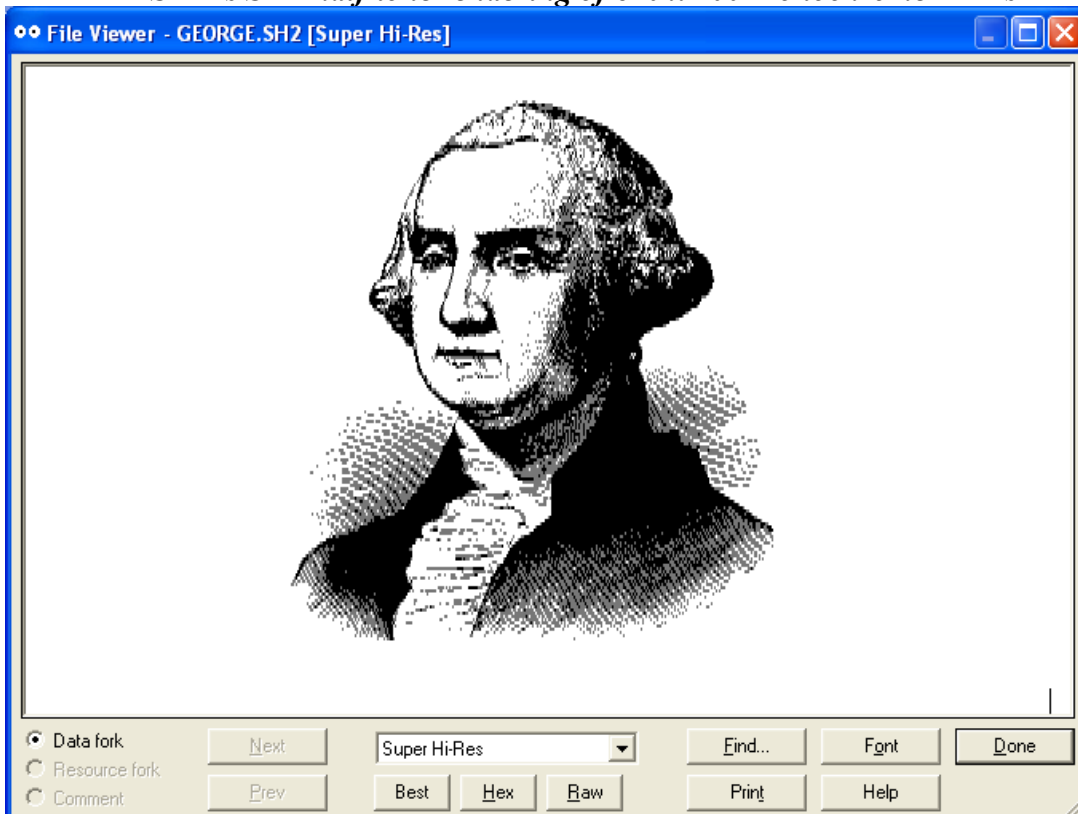 File Viewer - GEORGE.SH2 [Super Hi-Res]
Data fork
Next
Super Hi-Res
Find...
Font
Done
Resource fork
Comment
Prev
Best
Hex
Raw
Print
Help